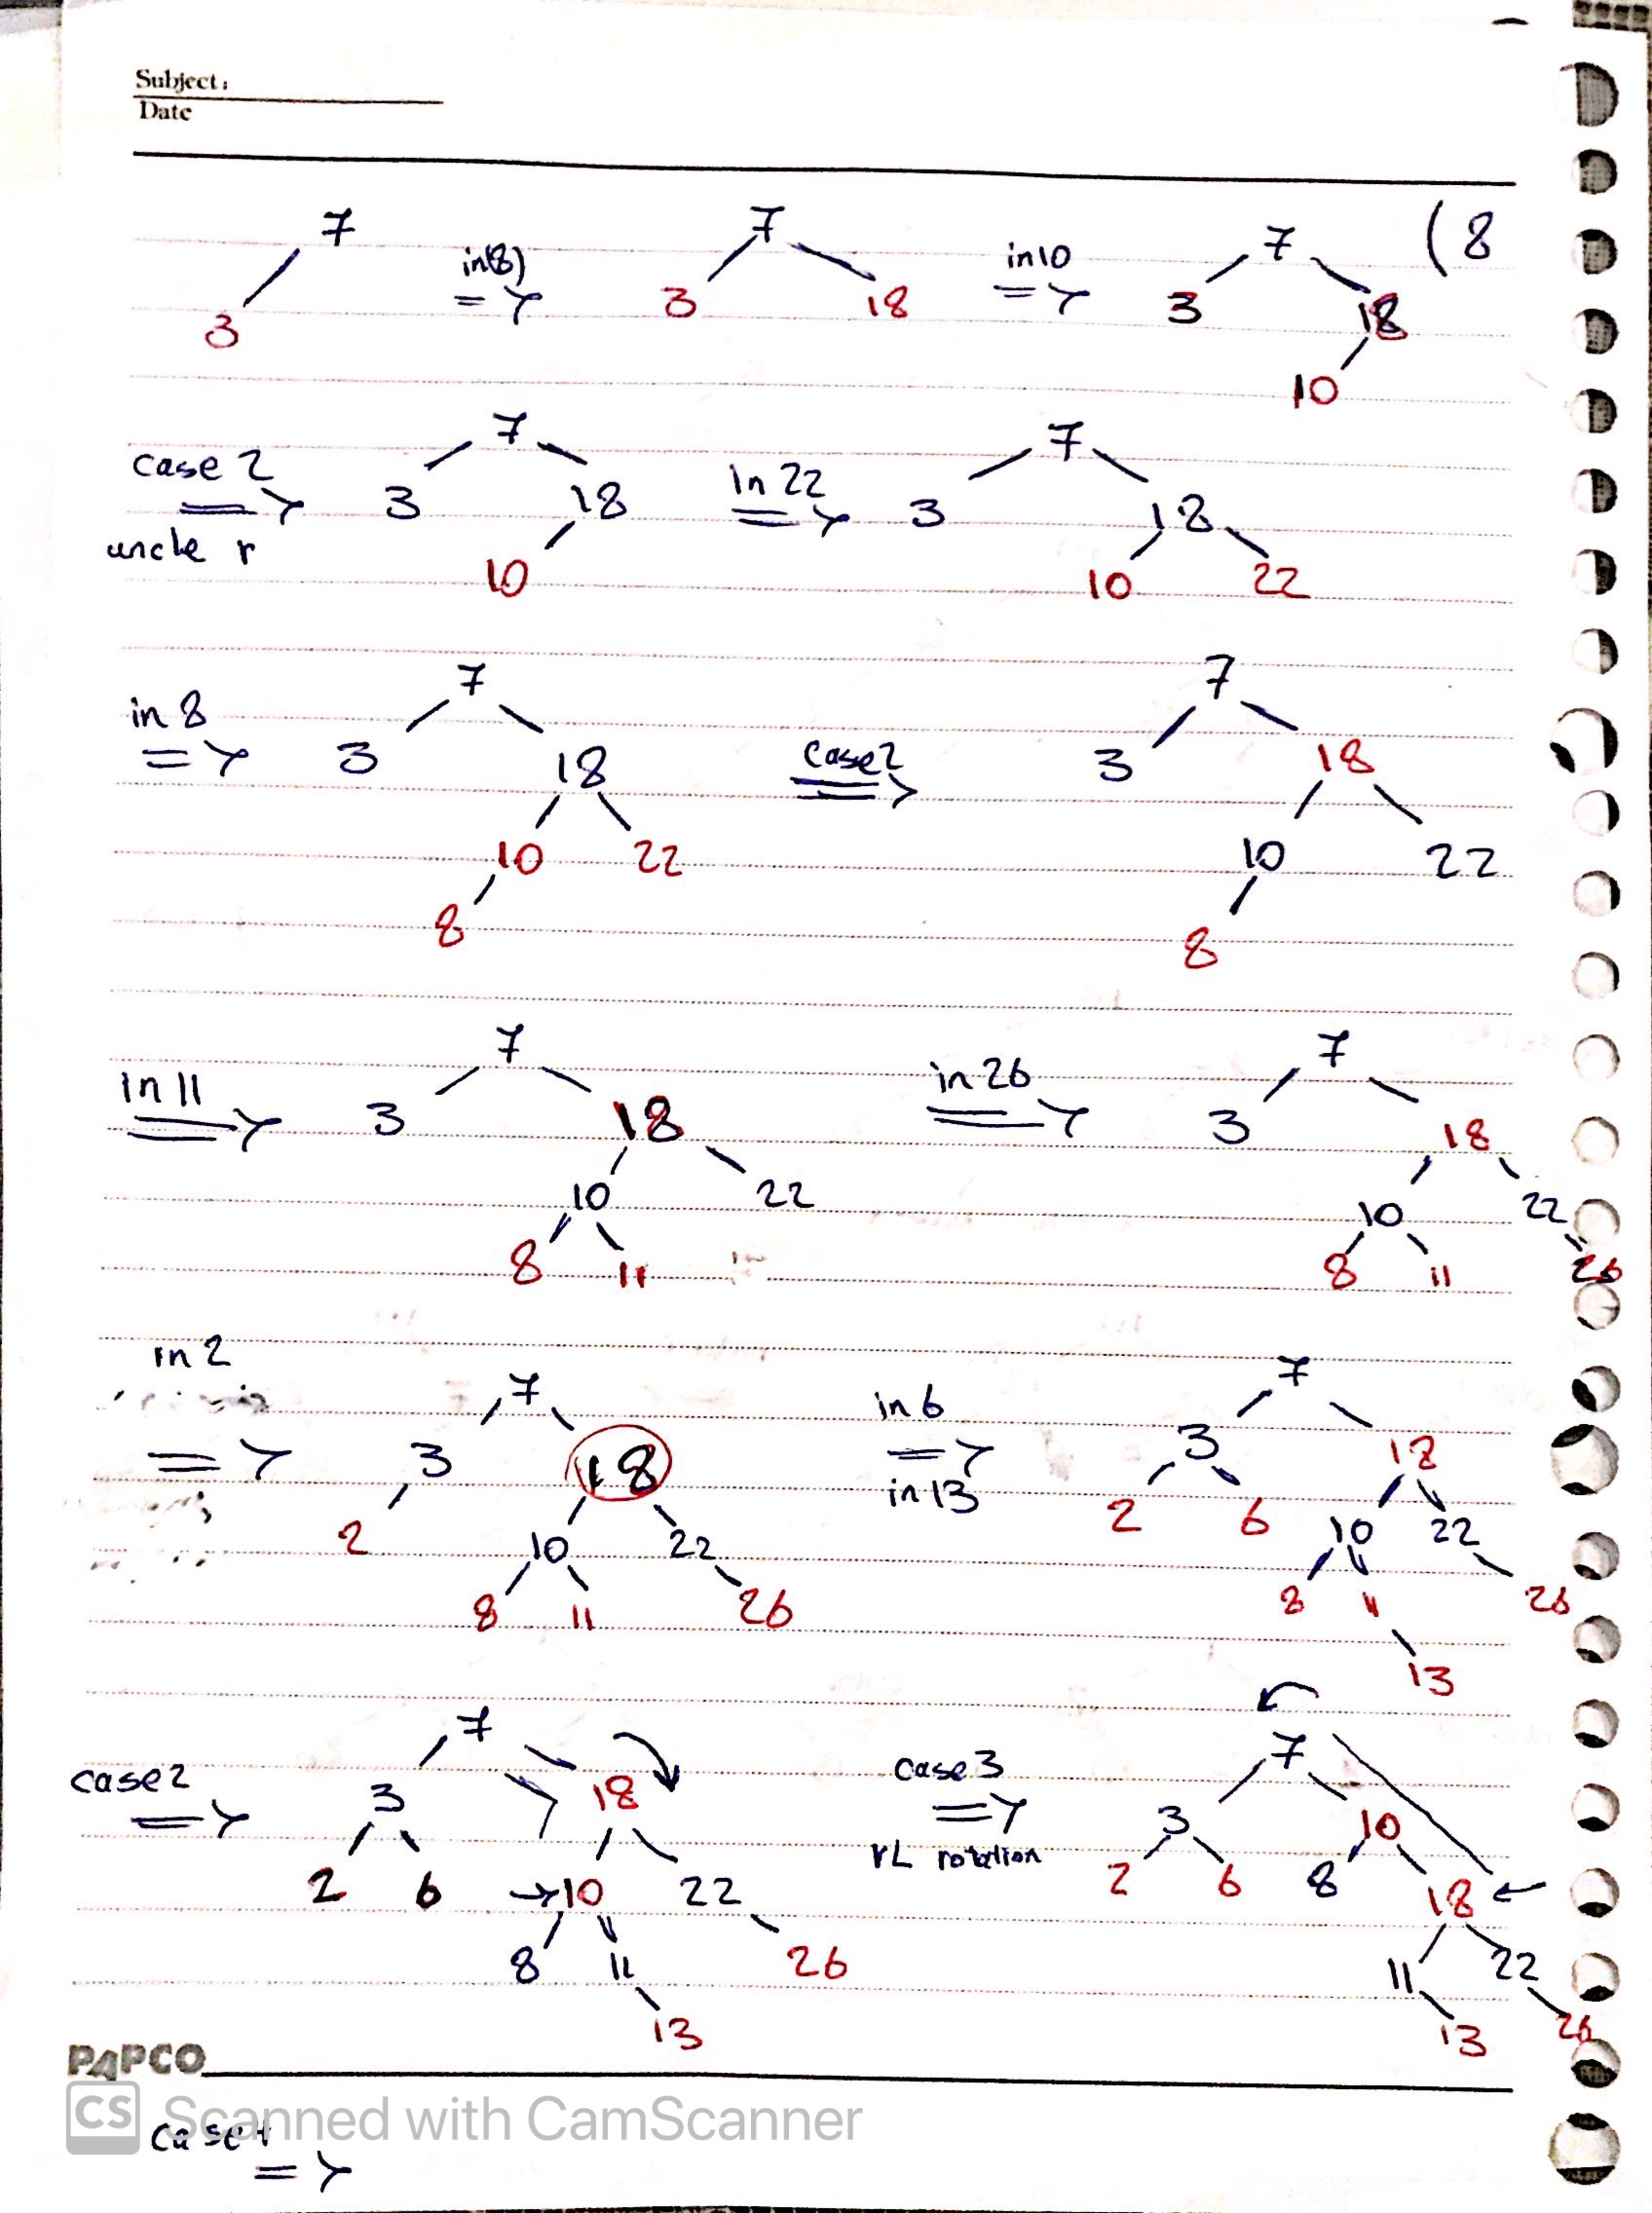 Subject:
Date
7 7 7 (8
in(8) in10
3 => 3 18 => 3 18
10
7 7
case 2 in 22
=> 3 18 => 3 18
uncle r 10 10 22
7 7
in 8
=> 3 18 case2 => 3 18
10 22 10 22
8 8
7 7
in 11 in 26
=> 3 18 => 3 18
10 22 10 22
8 11 8 11 26
in 2 7 in 6 7
=> 3 18 => 3 18
2 10 22 in 13 2 6 10 22
8 11 26 8 11 26
13
7 7
case2 3 18 case 3
=> => 3 10
2 6 →10 22 rL rotation 2 6 8 18 ←
8 11 26 11 22
13 13 26
PAPCO
CS Scanned with CamScanner
case4
=>